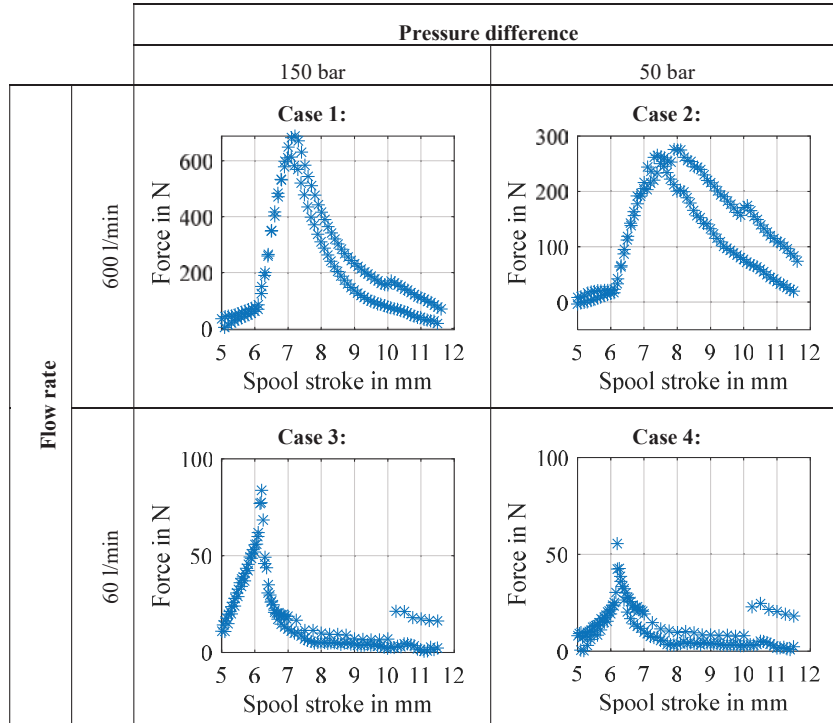 Pressure difference
150 bar
50 bar
Flow rate
600 l/min
Case 1:
600
400
200
0
Force in N
5 6 7 8 9 10 11 12
Spool stroke in mm
Case 2:
300
200
100
0
Force in N
5 6 7 8 9 10 11 12
Spool stroke in mm
60 l/min
Case 3:
100
50
0
Force in N
5 6 7 8 9 10 11 12
Spool stroke in mm
Case 4:
100
50
0
Force in N
5 6 7 8 9 10 11 12
Spool stroke in mm